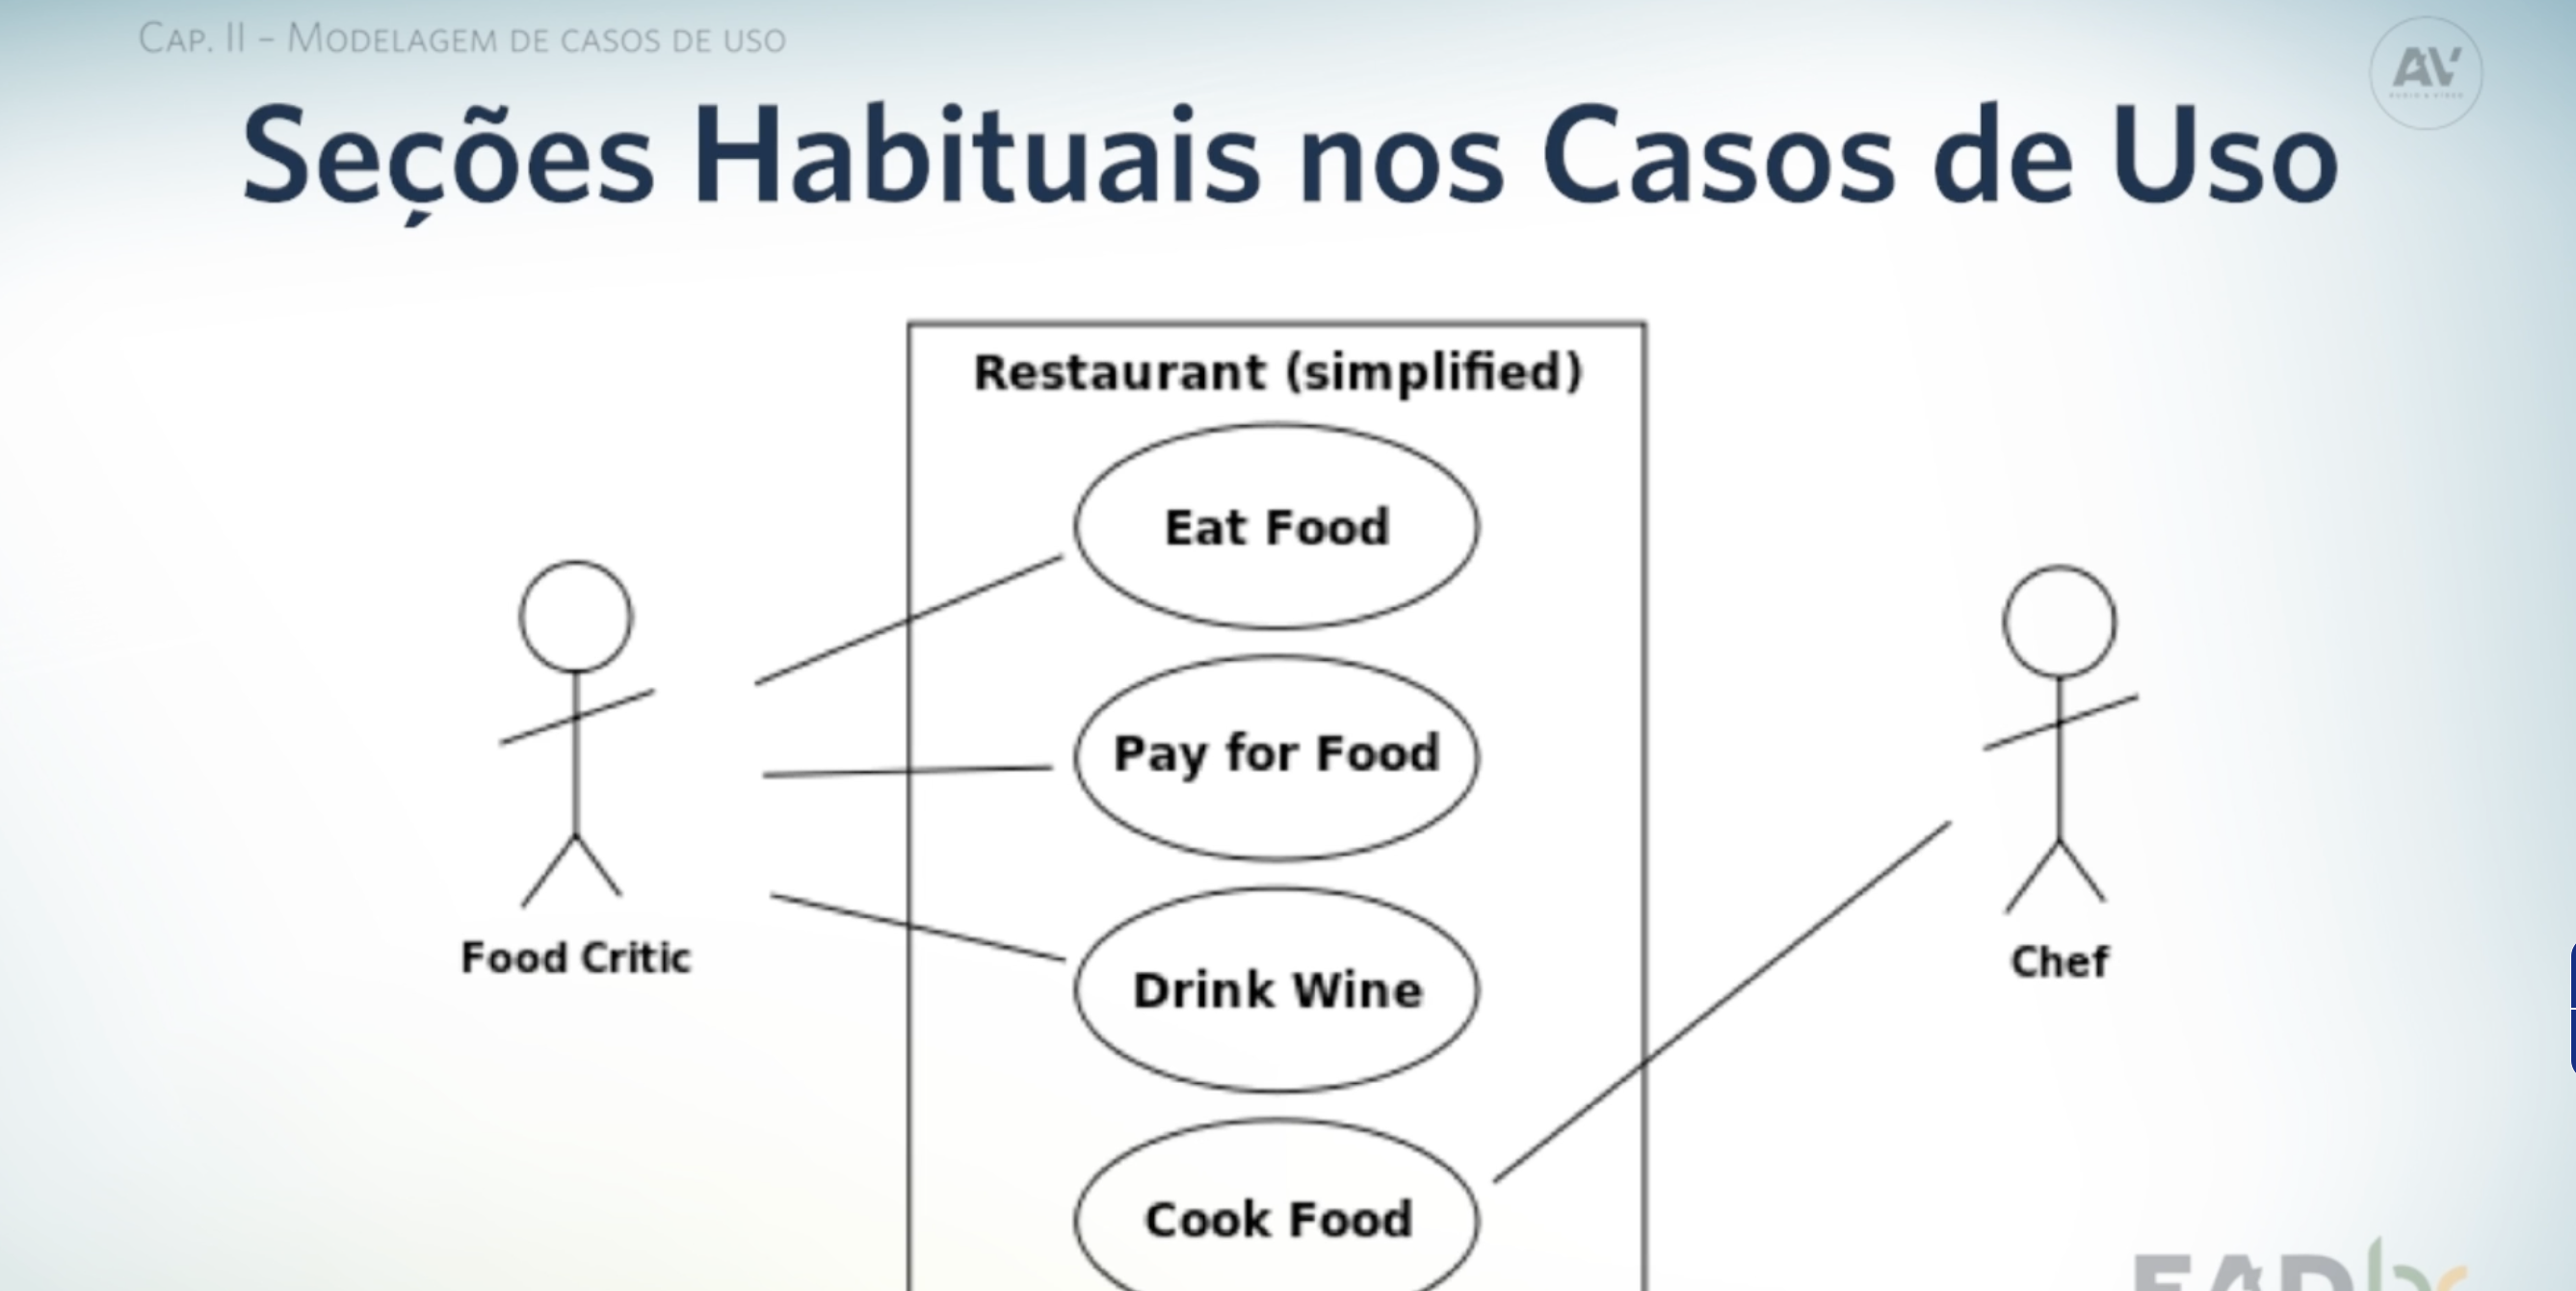 Cap. II – Modelagem de casos de uso
AV
Seções Habituais nos Casos de Uso
Restaurant (simplified)
Eat Food
Pay for Food
Drink Wine
Food Critic
Chef
Cook Food